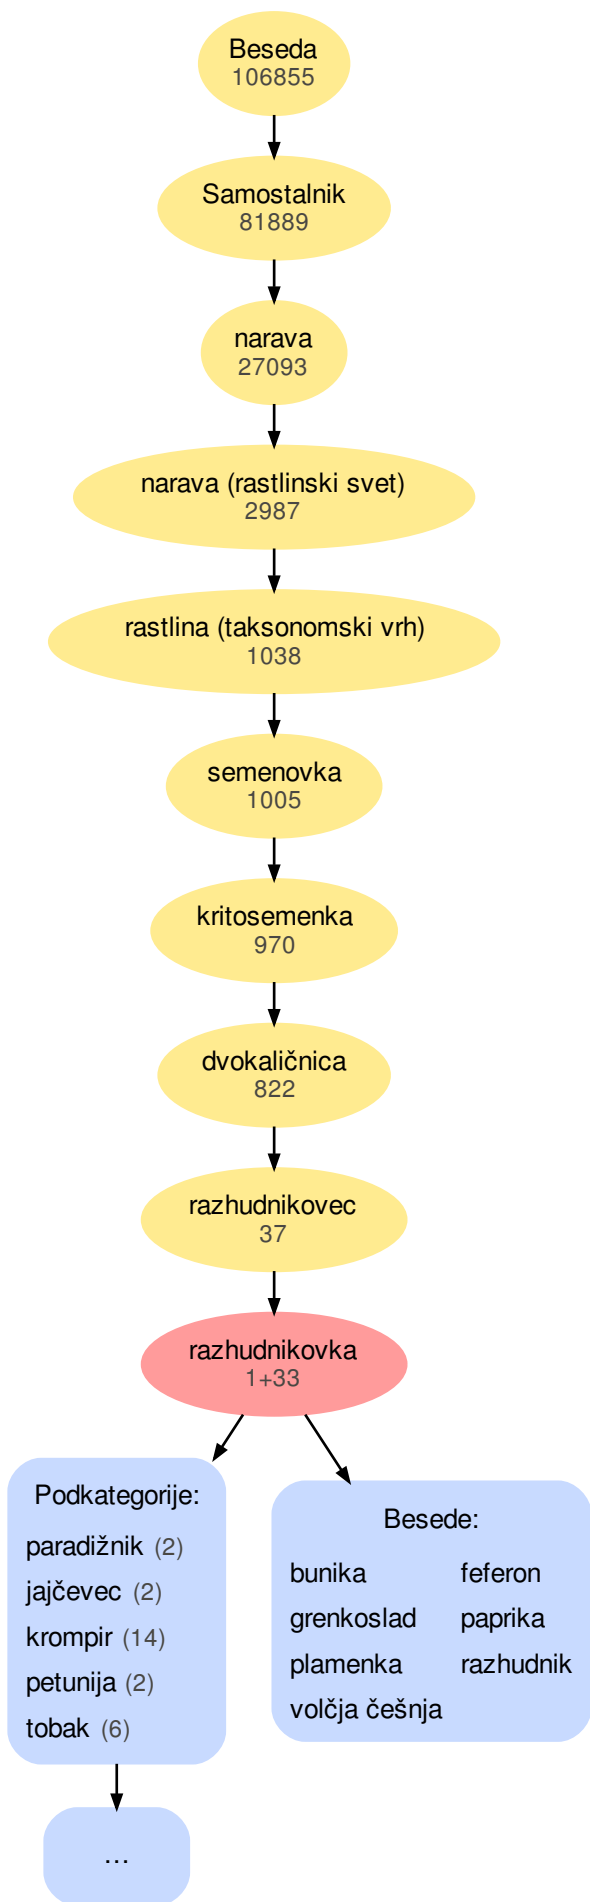 Beseda
106855
Samostalnik
81889
narava
27093
narava (rastlinski svet)
2987
rastlina (taksonomski vrh)
1038
semenovka
1005
kritosemenka
970
dvokaličnica
822
razhudnikovec
37
razhudnikovka
1+33
Podkategorije:
paradižnik (2)
jajčevec (2)
krompir (14)
petunija (2)
tobak (6)
...
Besede:
bunika feferon
grenkoslad paprika
plamenka razhudnik
volčja češnja